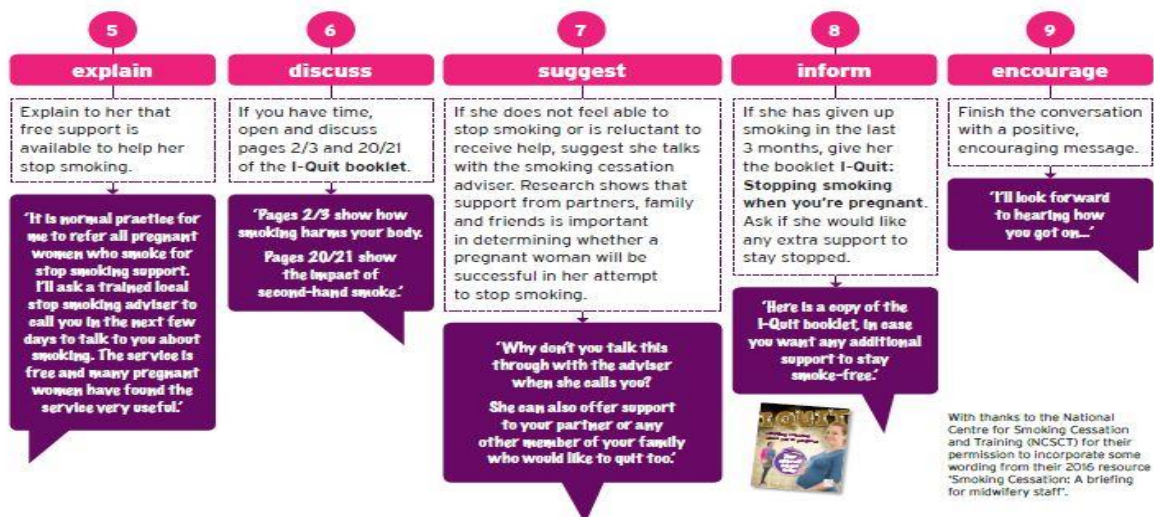 5
explain
Explain to her that
free support is
available to help her
stop smoking.
'It is normal practice for
me to refer all pregnant
women who smoke for
stop smoking support.
I'll ask a trained local
stop smoking adviser to
call you in the next few
days to talk to you about
smoking. The service is
free and many pregnant
women have found the
service very useful.'
6
discuss
If you have time,
open and discuss
pages 2/3 and 20/21
of the I-Quit booklet.
'Pages 2/3 show how
smoking harms your body.
Pages 20/21 show
the impact of
second-hand smoke.'
7
suggest
If she does not feel able to
stop smoking or is reluctant to
receive help, suggest she talks
with the smoking cessation
adviser. Research shows that
support from partners, family
and friends is important
in determining whether a
pregnant woman will be
successful in her attempt
to stop smoking.
'Why don't you talk this
through with the adviser
when she calls you?
She can also offer support
to your partner or any
other member of your family
who would like to quit too.'
8
inform
If she has given up
smoking in the last
3 months, give her
the booklet I-Quit:
Stopping smoking
when you're pregnant.
Ask if she would like
any extra support to
stay stopped.
'Here is a copy of the
I-Quit booklet, in case
you want any additional
support to stay
smoke-free.'
9
encourage
Finish the conversation
with a positive,
encouraging message.
'I'll look forward
to hearing how
you got on...'
With thanks to the National
Centre for Smoking Cessation
and Training (NCSCT) for their
permission to incorporate some
wording from their 2016 resource
"Smoking Cessation: A briefing
for midwifery staff".